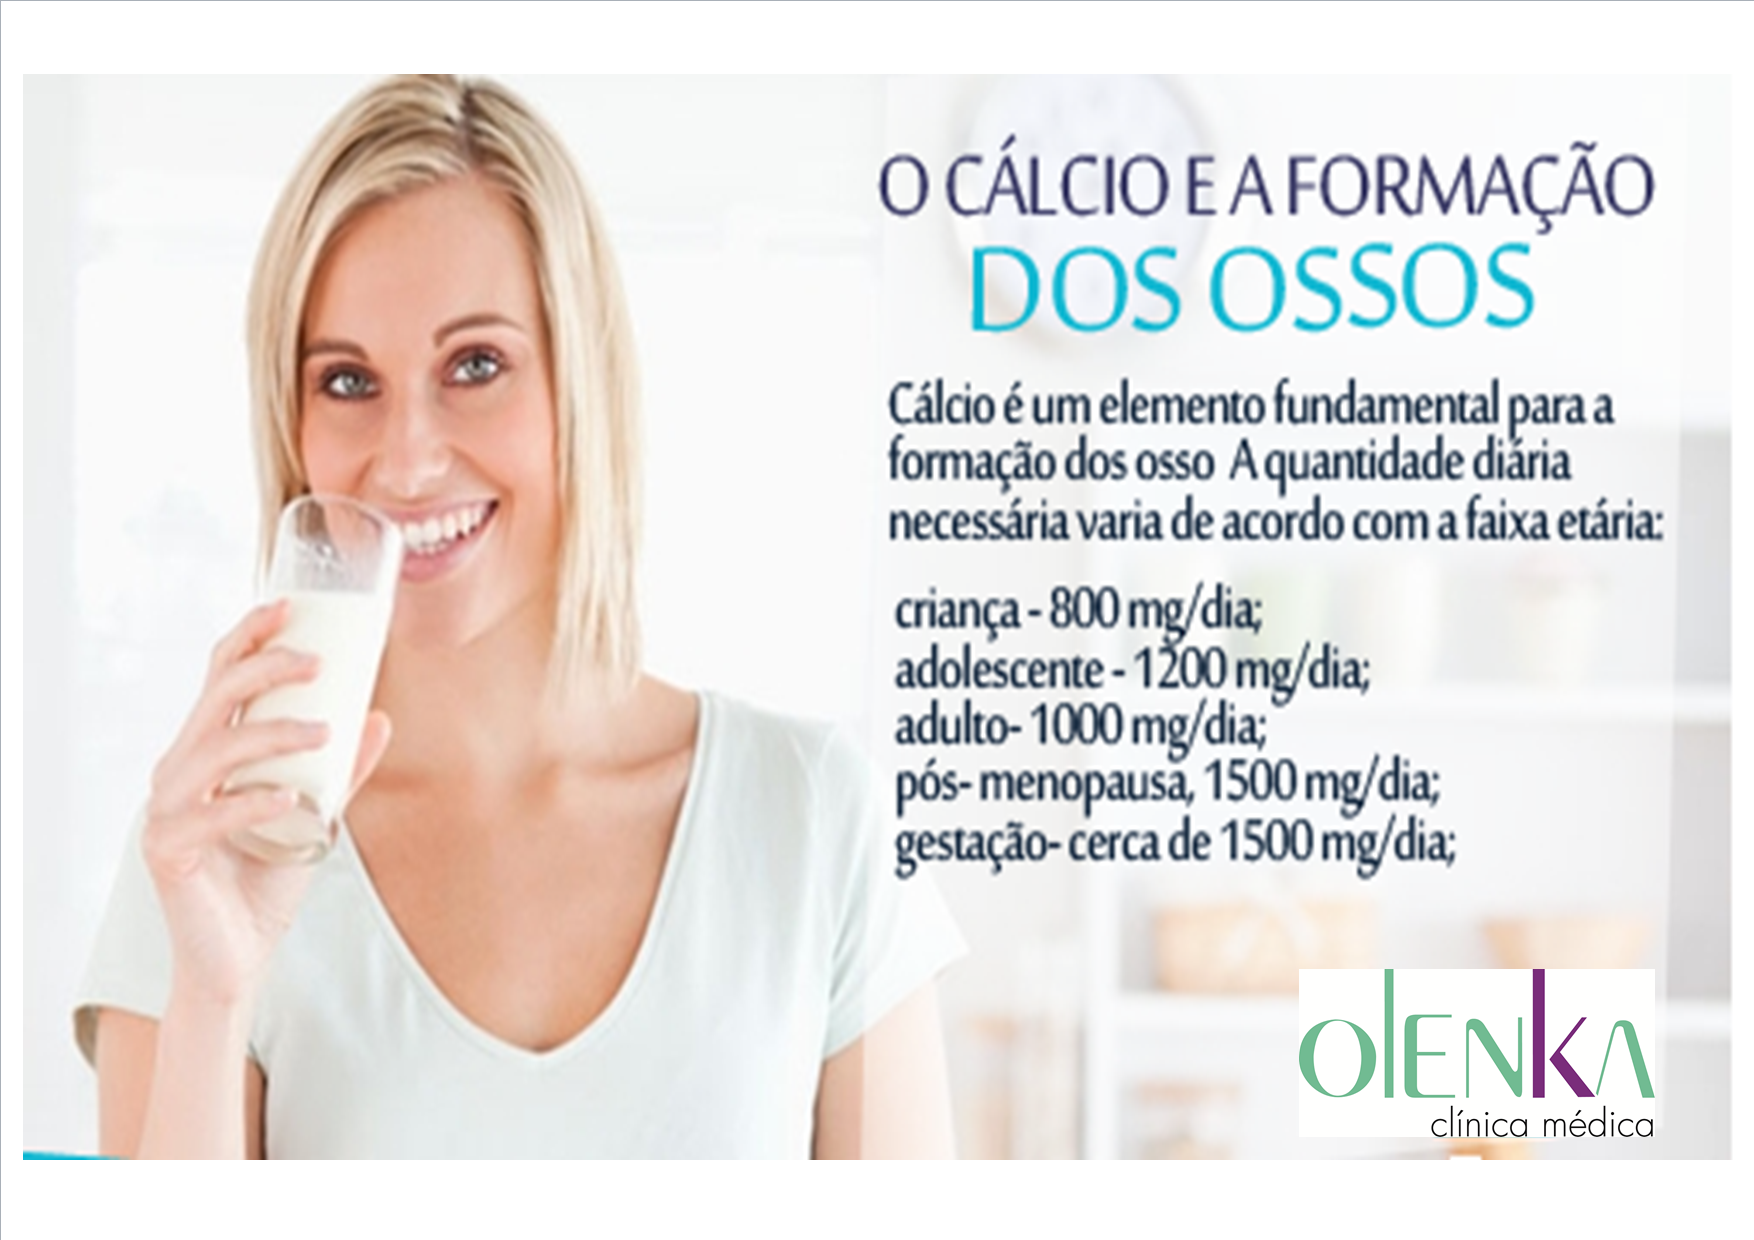 O CÁLCIO E A FORMAÇÃO
DOS OSSOS
Cálcio é um elemento fundamental para a
formação dos osso A quantidade diária
necessária varia de acordo com a faixa etária:
criança - 800 mg/dia;
adolescente - 1200 mg/dia;
adulto- 1000 mg/dia;
pós- menopausa, 1500 mg/dia;
gestação- cerca de 1500 mg/dia;
OlENKA
clínica médica